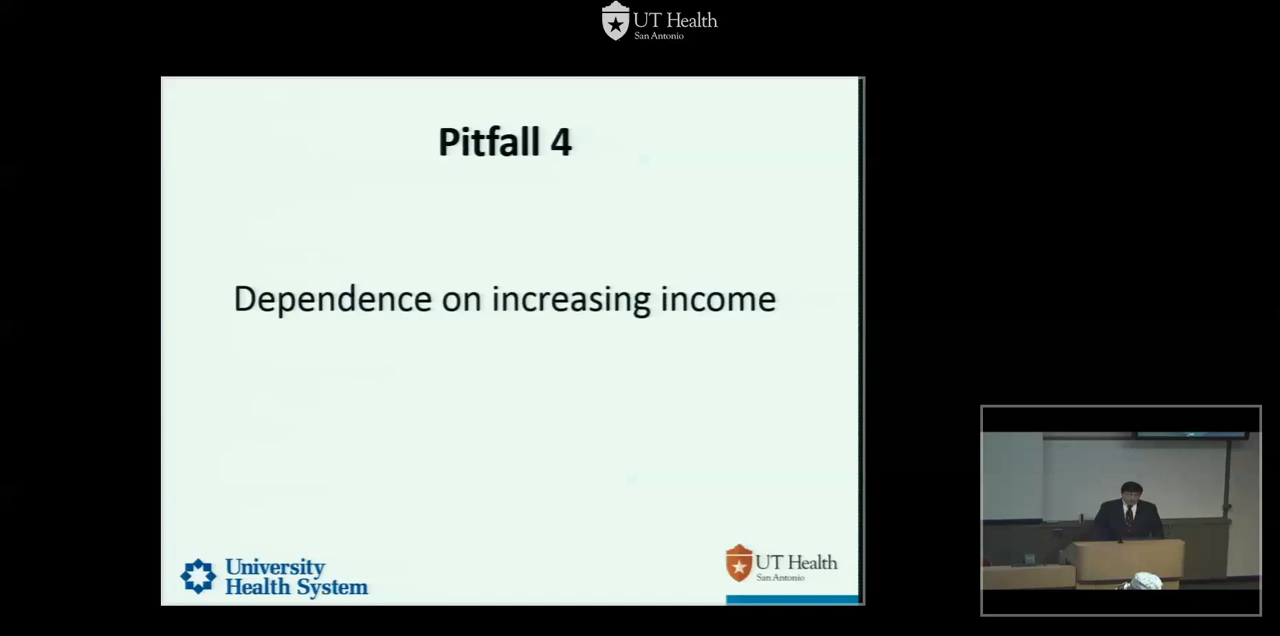 UT Health
San Antonio
Pitfall 4
Dependence on increasing income
University
Health System
UT Health
San Antonio